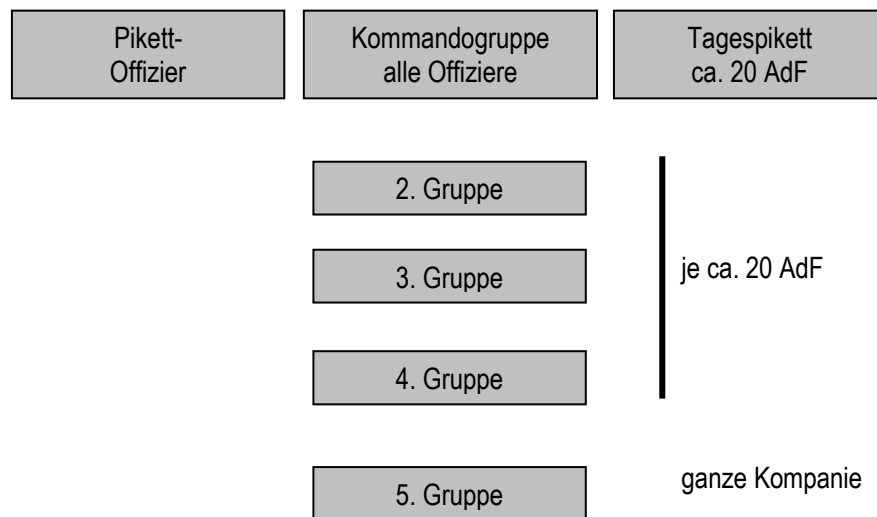 Pikett-
Offizier
Kommandogruppe
alle Offiziere
Tagespikett
ca. 20 AdF
2. Gruppe
3. Gruppe
je ca. 20 AdF
4. Gruppe
ganze Kompanie
5. Gruppe